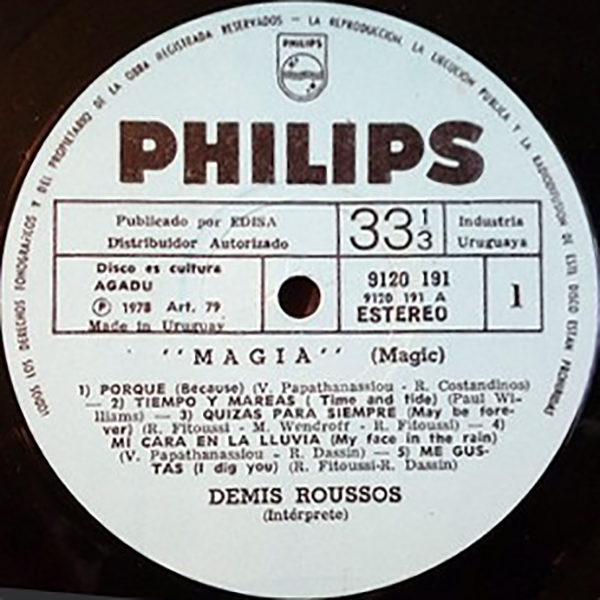 TODOS LOS DERECHOS FONOGRAFICOS Y DEL PROPIETARIO DE LA OBRA REGISTRADA RESERVADOS - LA REPRODUCCION, LA EJECUCION PUBLICA Y LA RADIODIFUSION DE ESTE DISCO ESTAN PROHIBIDAS
PHILIPS
PHILIPS
Publicado por EDISA
Distribuidor Autorizado
33 1/3
Industria
Uruguaya
Disco es cultura
AGADU
Ⓟ 1978 Art. 79
Made in Uruguay
9120 191
9120 191 A
ESTEREO
1
''MAGIA'' (Magic)
1) PORQUE (Because) (V. Papathanassiou - R. Costandinos)
— 2) TIEMPO Y MAREAS ( Time and tide) (Paul Wi-
lliams) — 3) QUIZAS PARA SIEMPRE (May be fore-
ver) (R. Fitoussi - M. Wendroff - R. Fitoussi) — 4)
MI CARA EN LA LLUVIA (My face in the rain)
(V. Papathanassiou - R. Dassin) — 5) ME GUS-
TAS (I dig you) (R. Fitoussi-R. Dassin)
DEMIS ROUSSOS
(Intérprete)